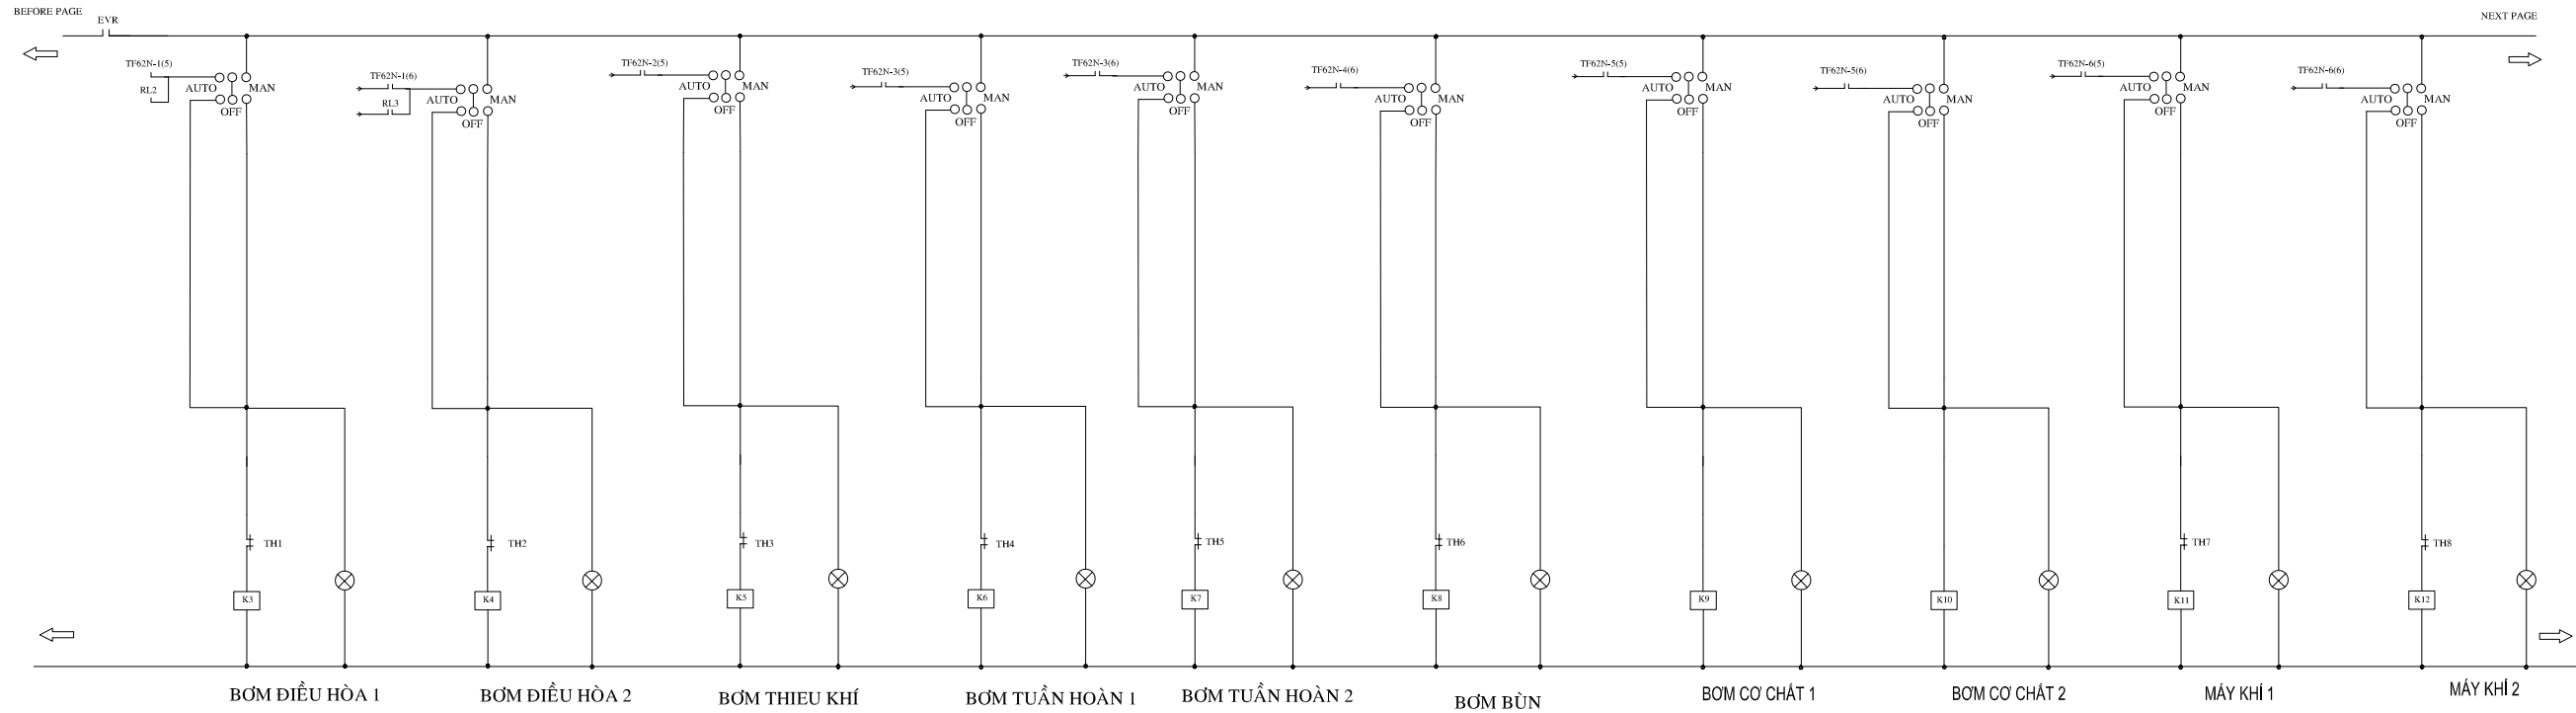 BEFORE PAGE
EVR
NEXT PAGE
TF62N-1(5)
RL2
AUTO
MAN
OFF
TF62N-1(6)
RL3
AUTO
MAN
OFF
TF62N-2(5)
AUTO
MAN
OFF
TF62N-3(5)
AUTO
MAN
OFF
TF62N-3(6)
AUTO
MAN
OFF
TF62N-4(6)
AUTO
MAN
OFF
TF62N-5(5)
AUTO
MAN
OFF
TF62N-5(6)
AUTO
MAN
OFF
TF62N-6(5)
AUTO
MAN
OFF
TF62N-6(6)
AUTO
MAN
OFF
TH1
TH2
TH3
TH4
TH5
TH6
TH7
TH8
K3
K4
K5
K6
K7
K8
K9
K10
K11
K12
BƠM ĐIỀU HÒA 1
BƠM ĐIỀU HÒA 2
BƠM THIEU KHÍ
BƠM TUẦN HOÀN 1
BƠM TUẦN HOÀN 2
BƠM BÙN
BƠM CƠ CHẤT 1
BƠM CƠ CHẤT 2
MÁY KHÍ 1
MÁY KHÍ 2